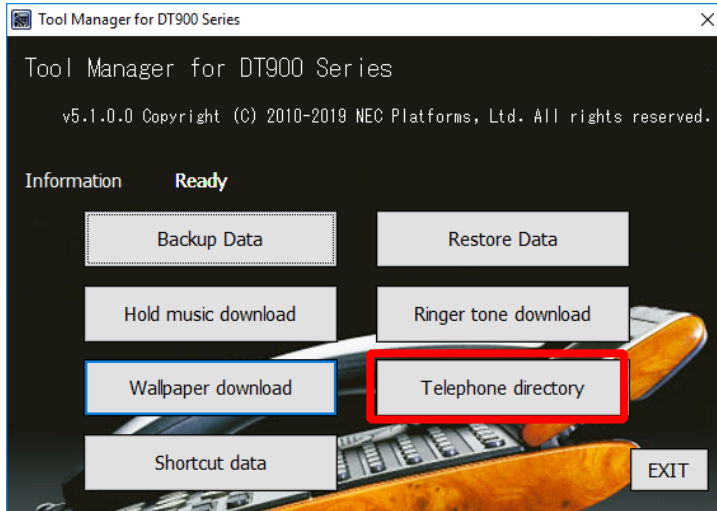 Tool Manager for DT900 Series
Tool Manager for DT900 Series
v5.1.0.0 Copyright (C) 2010-2019 NEC Platforms, Ltd. All rights reserved.
Information Ready
Backup Data Restore Data
Hold music download Ringer tone download
Wallpaper download Telephone directory
Shortcut data EXIT